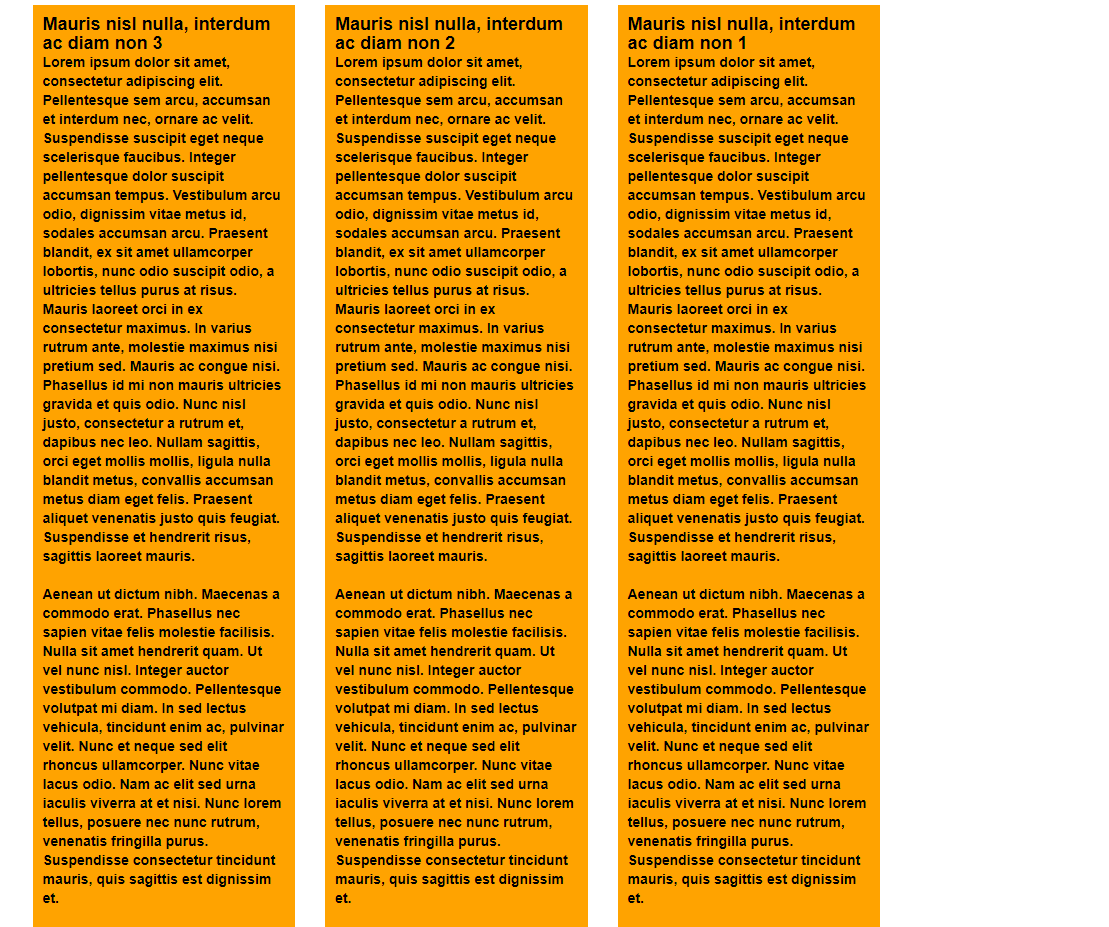 Mauris nisl nulla, interdum
ac diam non 3
Lorem ipsum dolor sit amet,
consectetur adipiscing elit.
Pellentesque sem arcu, accumsan
et interdum nec, ornare ac velit.
Suspendisse suscipit eget neque
scelerisque faucibus. Integer
pellentesque dolor suscipit
accumsan tempus. Vestibulum arcu
odio, dignissim vitae metus id,
sodales accumsan arcu. Praesent
blandit, ex sit amet ullamcorper
lobortis, nunc odio suscipit odio, a
ultricies tellus purus at risus.
Mauris laoreet orci in ex
consectetur maximus. In varius
rutrum ante, molestie maximus nisi
pretium sed. Mauris ac congue nisi.
Phasellus id mi non mauris ultricies
gravida et quis odio. Nunc nisl
justo, consectetur a rutrum et,
dapibus nec leo. Nullam sagittis,
orci eget mollis mollis, ligula nulla
blandit metus, convallis accumsan
metus diam eget felis. Praesent
aliquet venenatis justo quis feugiat.
Suspendisse et hendrerit risus,
sagittis laoreet mauris.
Aenean ut dictum nibh. Maecenas a
commodo erat. Phasellus nec
sapien vitae felis molestie facilisis.
Nulla sit amet hendrerit quam. Ut
vel nunc nisl. Integer auctor
vestibulum commodo. Pellentesque
volutpat mi diam. In sed lectus
vehicula, tincidunt enim ac, pulvinar
velit. Nunc et neque sed elit
rhoncus ullamcorper. Nunc vitae
lacus odio. Nam ac elit sed urna
iaculis viverra at et nisi. Nunc lorem
tellus, posuere nec nunc rutrum,
venenatis fringilla purus.
Suspendisse consectetur tincidunt
mauris, quis sagittis est dignissim
et.
Mauris nisl nulla, interdum
ac diam non 2
Lorem ipsum dolor sit amet,
consectetur adipiscing elit.
Pellentesque sem arcu, accumsan
et interdum nec, ornare ac velit.
Suspendisse suscipit eget neque
scelerisque faucibus. Integer
pellentesque dolor suscipit
accumsan tempus. Vestibulum arcu
odio, dignissim vitae metus id,
sodales accumsan arcu. Praesent
blandit, ex sit amet ullamcorper
lobortis, nunc odio suscipit odio, a
ultricies tellus purus at risus.
Mauris laoreet orci in ex
consectetur maximus. In varius
rutrum ante, molestie maximus nisi
pretium sed. Mauris ac congue nisi.
Phasellus id mi non mauris ultricies
gravida et quis odio. Nunc nisl
justo, consectetur a rutrum et,
dapibus nec leo. Nullam sagittis,
orci eget mollis mollis, ligula nulla
blandit metus, convallis accumsan
metus diam eget felis. Praesent
aliquet venenatis justo quis feugiat.
Suspendisse et hendrerit risus,
sagittis laoreet mauris.
Aenean ut dictum nibh. Maecenas a
commodo erat. Phasellus nec
sapien vitae felis molestie facilisis.
Nulla sit amet hendrerit quam. Ut
vel nunc nisl. Integer auctor
vestibulum commodo. Pellentesque
volutpat mi diam. In sed lectus
vehicula, tincidunt enim ac, pulvinar
velit. Nunc et neque sed elit
rhoncus ullamcorper. Nunc vitae
lacus odio. Nam ac elit sed urna
iaculis viverra at et nisi. Nunc lorem
tellus, posuere nec nunc rutrum,
venenatis fringilla purus.
Suspendisse consectetur tincidunt
mauris, quis sagittis est dignissim
et.
Mauris nisl nulla, interdum
ac diam non 1
Lorem ipsum dolor sit amet,
consectetur adipiscing elit.
Pellentesque sem arcu, accumsan
et interdum nec, ornare ac velit.
Suspendisse suscipit eget neque
scelerisque faucibus. Integer
pellentesque dolor suscipit
accumsan tempus. Vestibulum arcu
odio, dignissim vitae metus id,
sodales accumsan arcu. Praesent
blandit, ex sit amet ullamcorper
lobortis, nunc odio suscipit odio, a
ultricies tellus purus at risus.
Mauris laoreet orci in ex
consectetur maximus. In varius
rutrum ante, molestie maximus nisi
pretium sed. Mauris ac congue nisi.
Phasellus id mi non mauris ultricies
gravida et quis odio. Nunc nisl
justo, consectetur a rutrum et,
dapibus nec leo. Nullam sagittis,
orci eget mollis mollis, ligula nulla
blandit metus, convallis accumsan
metus diam eget felis. Praesent
aliquet venenatis justo quis feugiat.
Suspendisse et hendrerit risus,
sagittis laoreet mauris.
Aenean ut dictum nibh. Maecenas a
commodo erat. Phasellus nec
sapien vitae felis molestie facilisis.
Nulla sit amet hendrerit quam. Ut
vel nunc nisl. Integer auctor
vestibulum commodo. Pellentesque
volutpat mi diam. In sed lectus
vehicula, tincidunt enim ac, pulvinar
velit. Nunc et neque sed elit
rhoncus ullamcorper. Nunc vitae
lacus odio. Nam ac elit sed urna
iaculis viverra at et nisi. Nunc lorem
tellus, posuere nec nunc rutrum,
venenatis fringilla purus.
Suspendisse consectetur tincidunt
mauris, quis sagittis est dignissim
et.